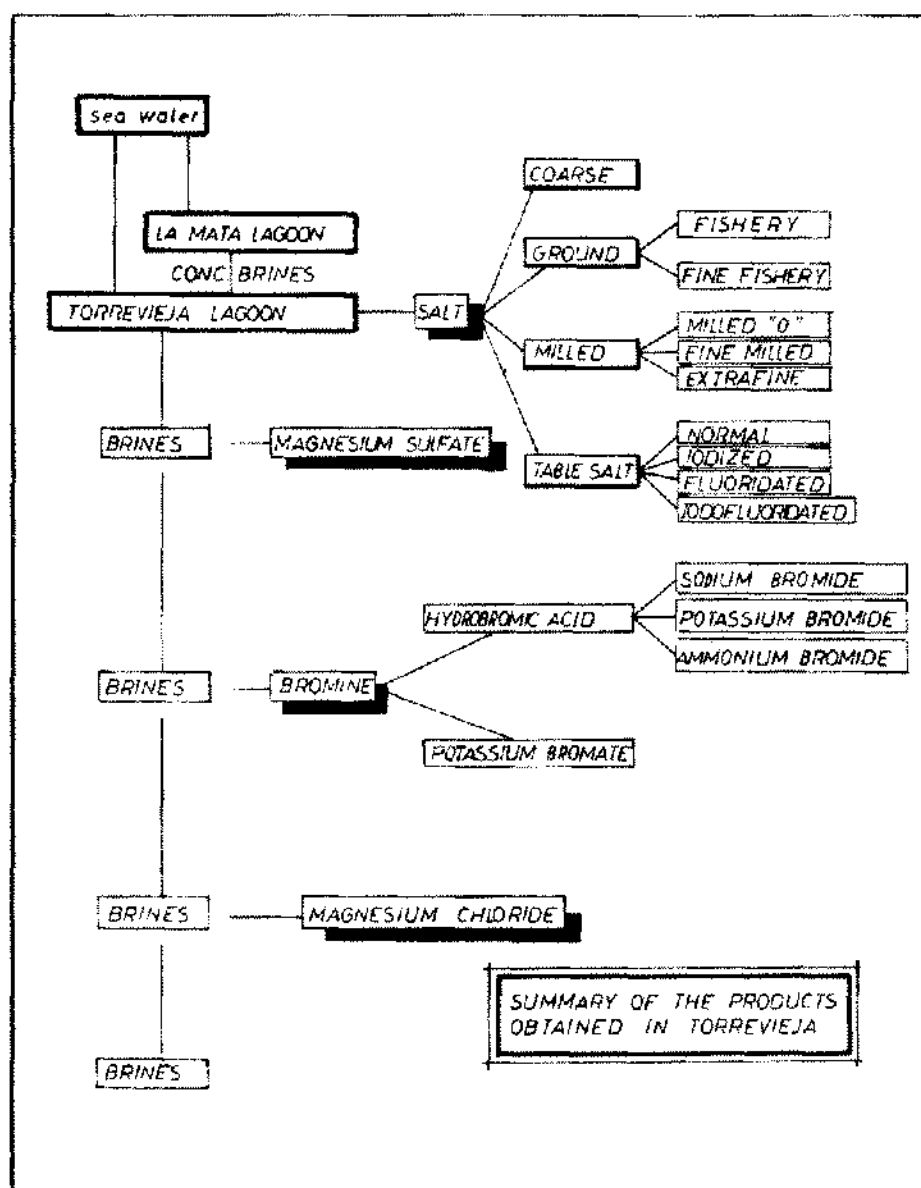 Sea water
LA MATA LAGOON
CONC BRINES
TORREVIEJA LAGOON
SALT
COARSE
GROUND
FISHERY
FINE FISHERY
MILLED
MILLED "O"
FINE MILLED
EXTRAFINE
TABLE SALT
NORMAL
IODIZED
FLUORIDATED
IODOFLUORIDATED
BRINES
MAGNESIUM SULFATE
BRINES
BROMINE
HYDROBROMIC ACID
SODIUM BROMIDE
POTASSIUM BROMIDE
AMMONIUM BROMIDE
POTASSIUM BROMATE
BRINES
MAGNESIUM CHLORIDE
BRINES
SUMMARY OF THE PRODUCTS
OBTAINED IN TORREVIEJA